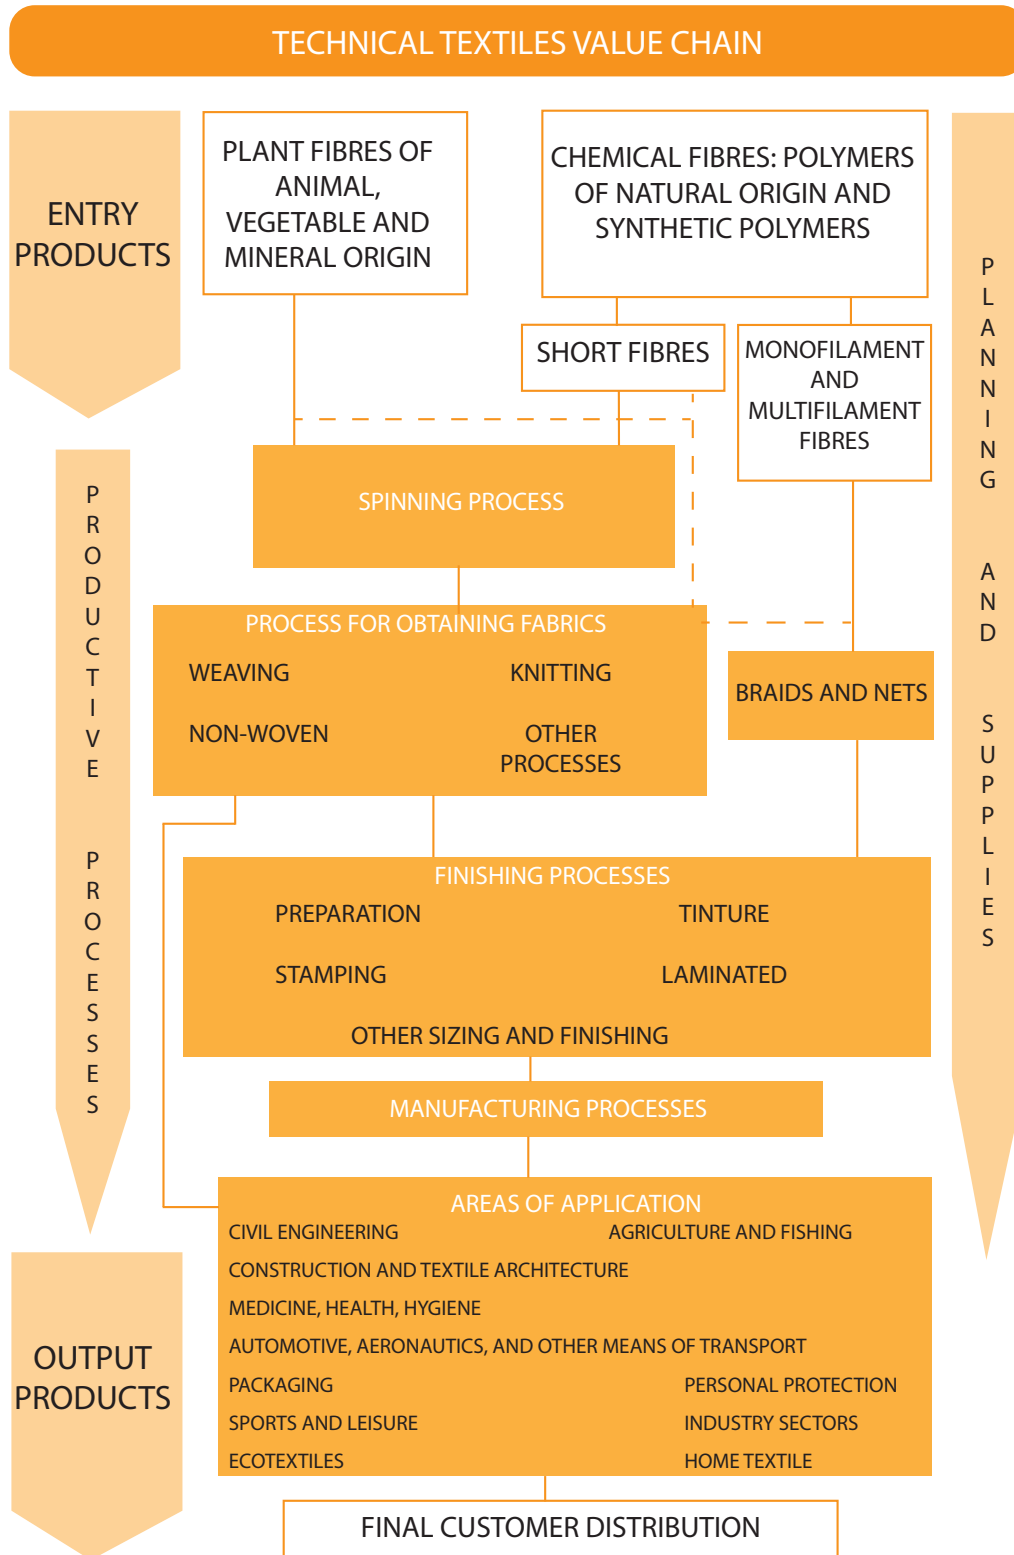 TECHNICAL TEXTILES VALUE CHAIN
ENTRY
PRODUCTS
PLANT FIBRES OF
ANIMAL,
VEGETABLE AND
MINERAL ORIGIN
CHEMICAL FIBRES: POLYMERS
OF NATURAL ORIGIN AND
SYNTHETIC POLYMERS
SHORT FIBRES
MONOFILAMENT
AND
MULTIFILAMENT
FIBRES
PLANNING AND SUPPLIES
PRODUCTIVE PROCESSES
SPINNING PROCESS
PROCESS FOR OBTAINING FABRICS
WEAVING
KNITTING
NON-WOVEN
OTHER
PROCESSES
BRAIDS AND NETS
FINISHING PROCESSES
PREPARATION
TINTURE
STAMPING
LAMINATED
OTHER SIZING AND FINISHING
MANUFACTURING PROCESSES
OUTPUT
PRODUCTS
AREAS OF APPLICATION
CIVIL ENGINEERING
AGRICULTURE AND FISHING
CONSTRUCTION AND TEXTILE ARCHITECTURE
MEDICINE, HEALTH, HYGIENE
AUTOMOTIVE, AERONAUTICS, AND OTHER MEANS OF TRANSPORT
PACKAGING
PERSONAL PROTECTION
SPORTS AND LEISURE
INDUSTRY SECTORS
ECOTEXTILES
HOME TEXTILE
FINAL CUSTOMER DISTRIBUTION